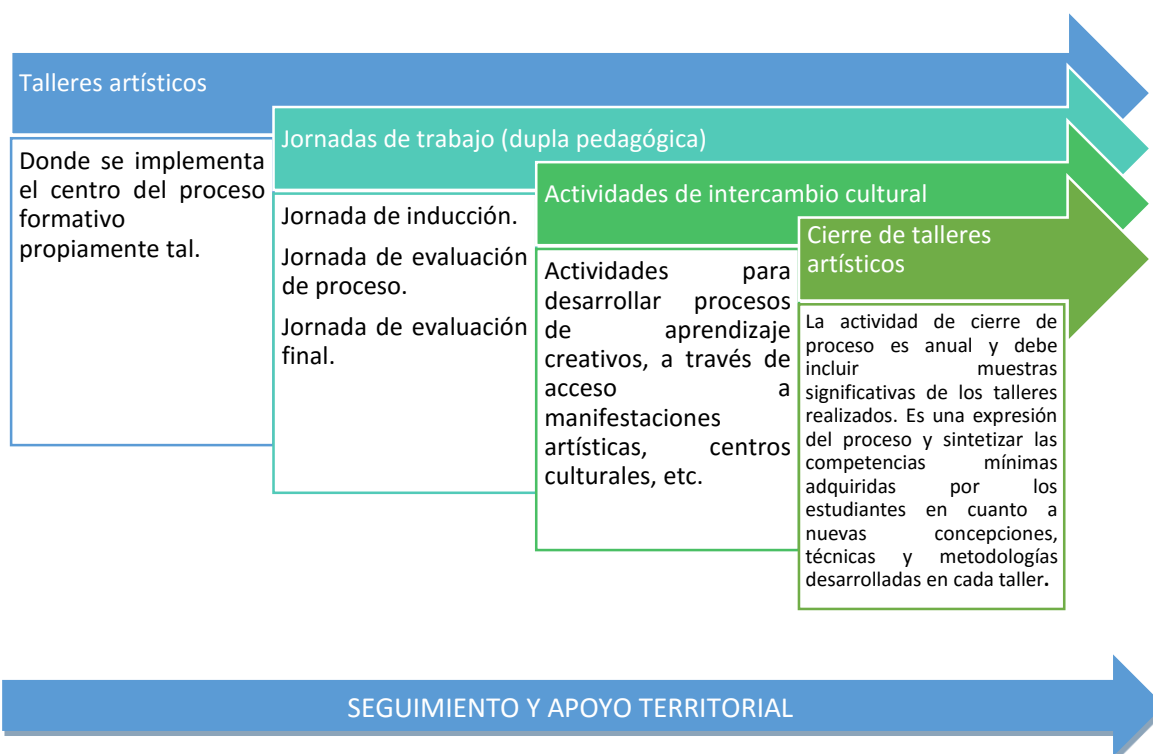 Talleres artísticos
Donde se implementa
el centro del proceso
formativo
propiamente tal.
Jornadas de trabajo (dupla pedagógica)
Jornada de inducción.
Jornada de evaluación
de proceso.
Jornada de evaluación
final.
Actividades de intercambio cultural
Actividades para
desarrollar procesos
de aprendizaje
creativos, a través de
acceso a
manifestaciones
artísticas, centros
culturales, etc.
Cierre de talleres
artísticos
La actividad de cierre de
proceso es anual y debe
incluir muestras
significativas de los talleres
realizados. Es una expresión
del proceso y sintetizar las
competencias mínimas
adquiridas por los
estudiantes en cuanto a
nuevas concepciones,
técnicas y metodologías
desarrolladas en cada taller.
SEGUIMIENTO Y APOYO TERRITORIAL